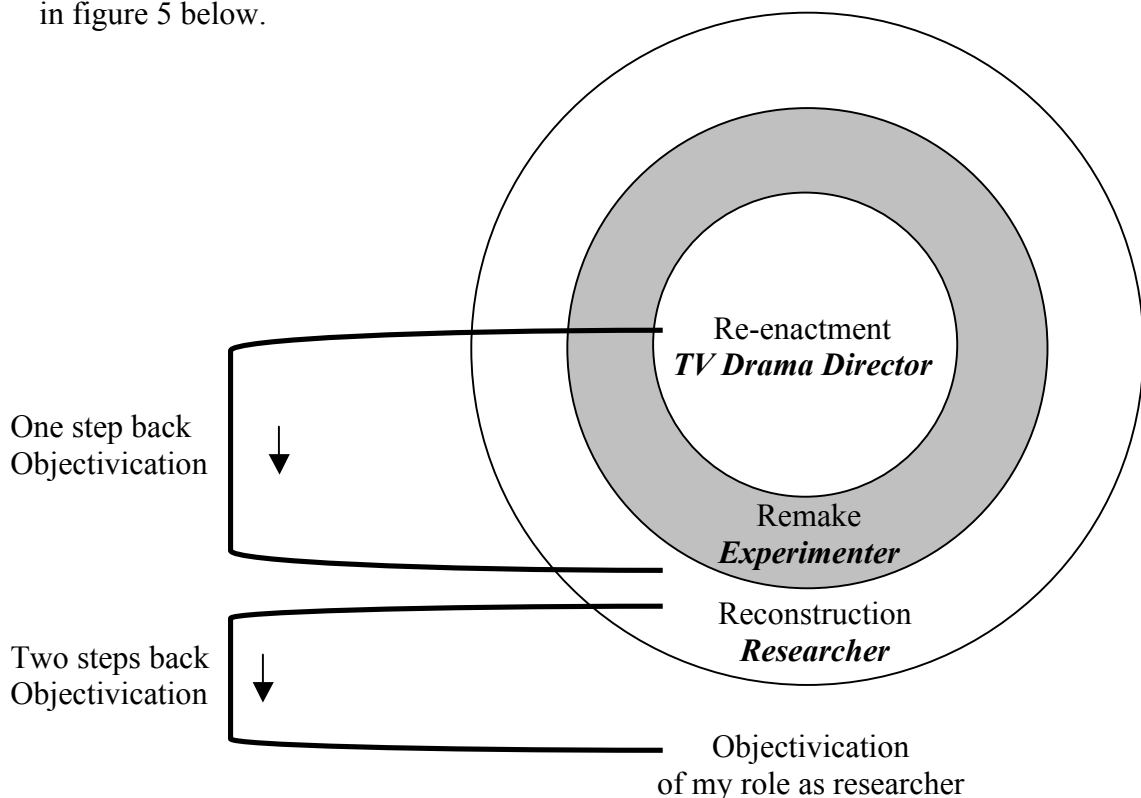 in figure 5 below.
Re-enactment
TV Drama Director
One step back
Objectivication
Remake
Experimenter
Reconstruction
Researcher
Two steps back
Objectivication
Objectivication
of my role as researcher